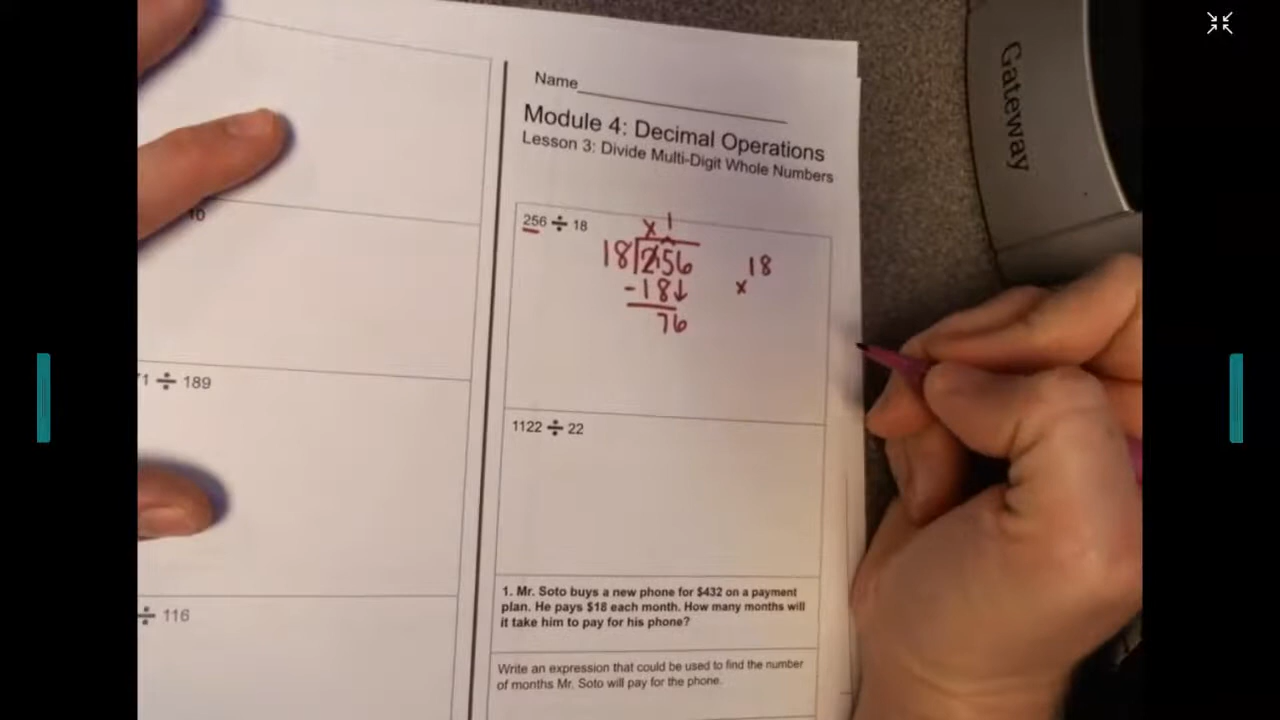 10
71 ÷ 189
÷ 116
Name
Module 4: Decimal Operations
Lesson 3: Divide Multi-Digit Whole Numbers
256 ÷ 18
x 1
18 256
-18↓
76
18
x
1122 ÷ 22
1. Mr. Soto buys a new phone for $432 on a payment
plan. He pays $18 each month. How many months will
it take him to pay for his phone?
Write an expression that could be used to find the number
of months Mr. Soto will pay for the phone.
Gateway